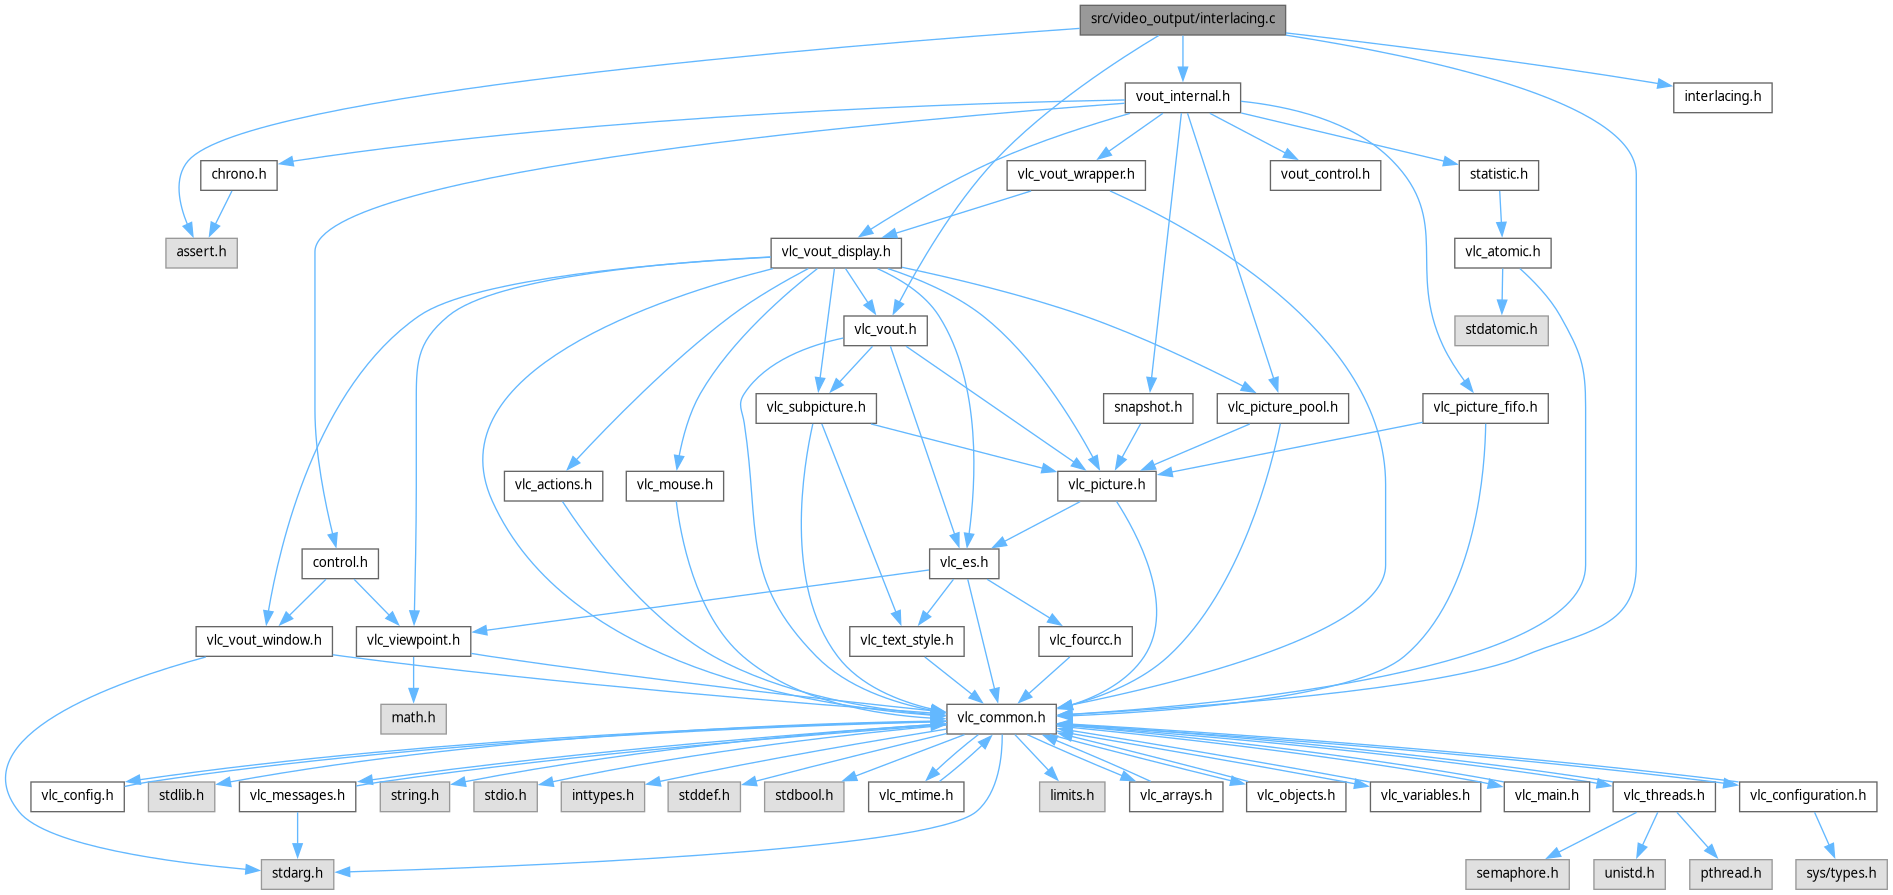 src/video_output/interlacing.c
vout_internal.h
interlacing.h
chrono.h
vlc_vout_wrapper.h
vout_control.h
statistic.h
assert.h
vlc_vout_display.h
vlc_atomic.h
vlc_vout.h
stdatomic.h
vlc_subpicture.h
snapshot.h
vlc_picture_pool.h
vlc_picture_fifo.h
vlc_actions.h
vlc_mouse.h
vlc_picture.h
control.h
vlc_es.h
vlc_vout_window.h
vlc_viewpoint.h
vlc_text_style.h
vlc_fourcc.h
math.h
vlc_common.h
vlc_config.h
stdlib.h
vlc_messages.h
string.h
stdio.h
inttypes.h
stddef.h
stdbool.h
vlc_mtime.h
limits.h
vlc_arrays.h
vlc_objects.h
vlc_variables.h
vlc_main.h
vlc_threads.h
vlc_configuration.h
stdarg.h
semaphore.h
unistd.h
pthread.h
sys/types.h